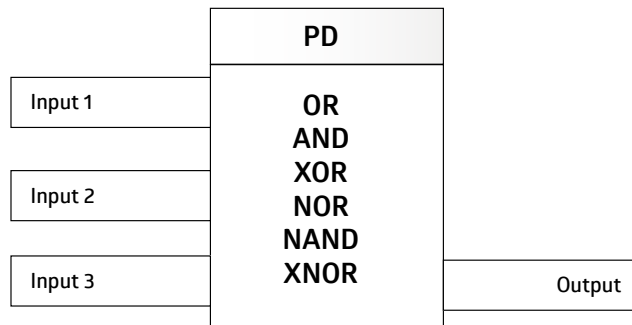 PD
Input 1
Input 2
Input 3
OR
AND
XOR
NOR
NAND
XNOR
Output